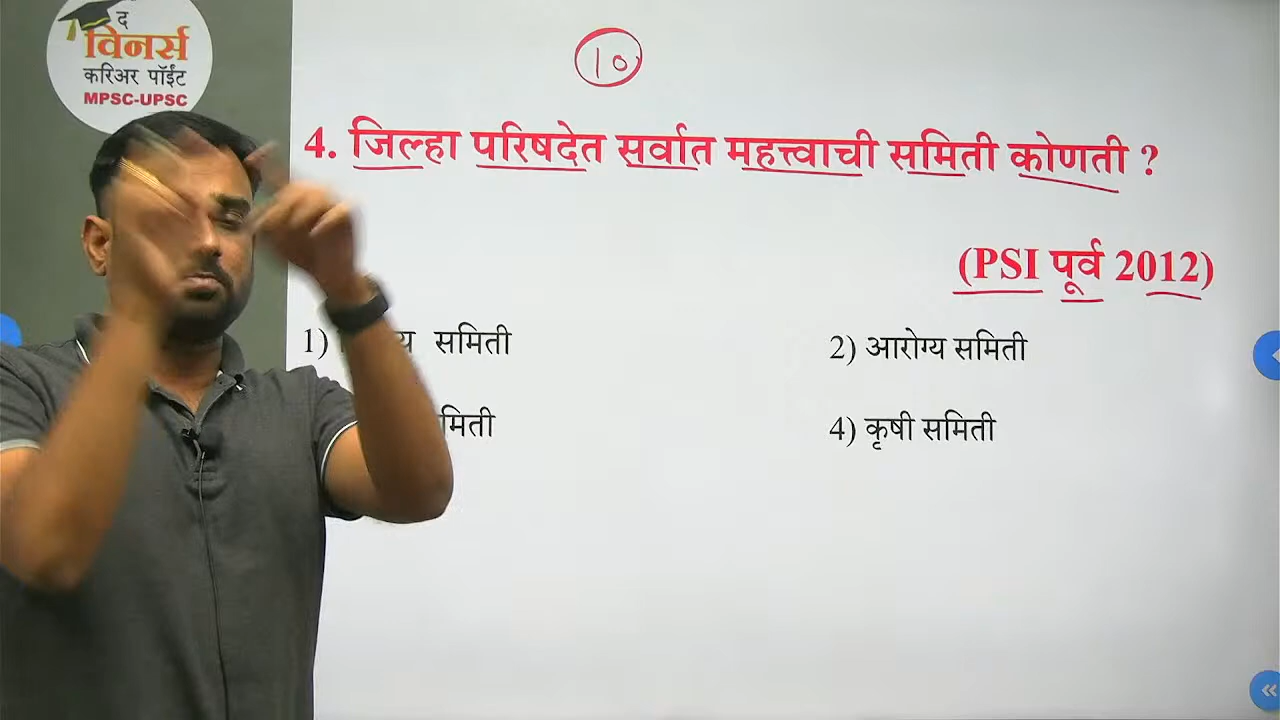 द
विनर्स
करिअर पॉईंट
MPSC-UPSC
10
4. जिल्हा परिषदेत सर्वात महत्त्वाची समिती कोणती ?
(PSI पूर्व 2012)
1) समिती
2) आरोग्य समिती
4) कृषी समिती